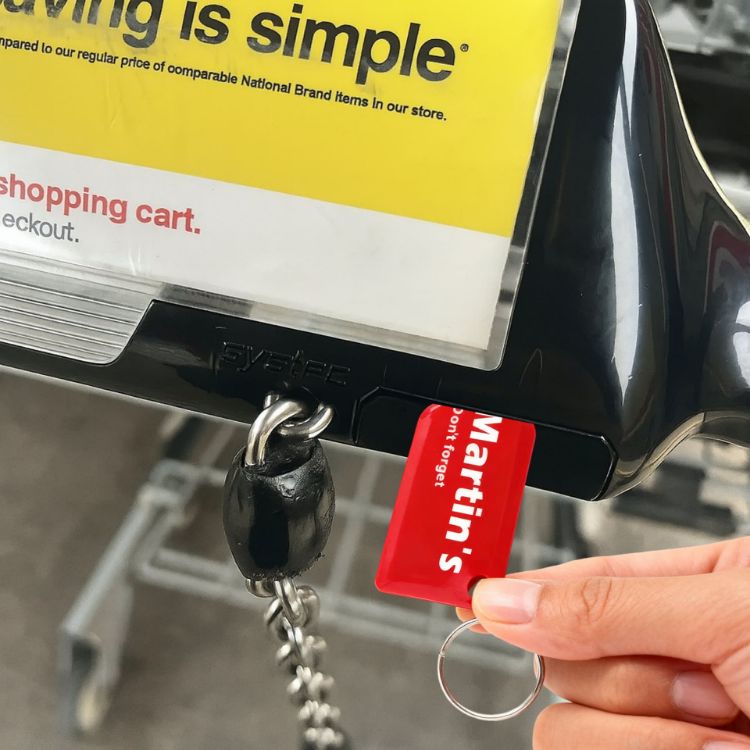 saving is simple®
mpared to our regular price of comparable National Brand items in our store.
shopping cart.
eckout.
systec
Martin's
Don't forget